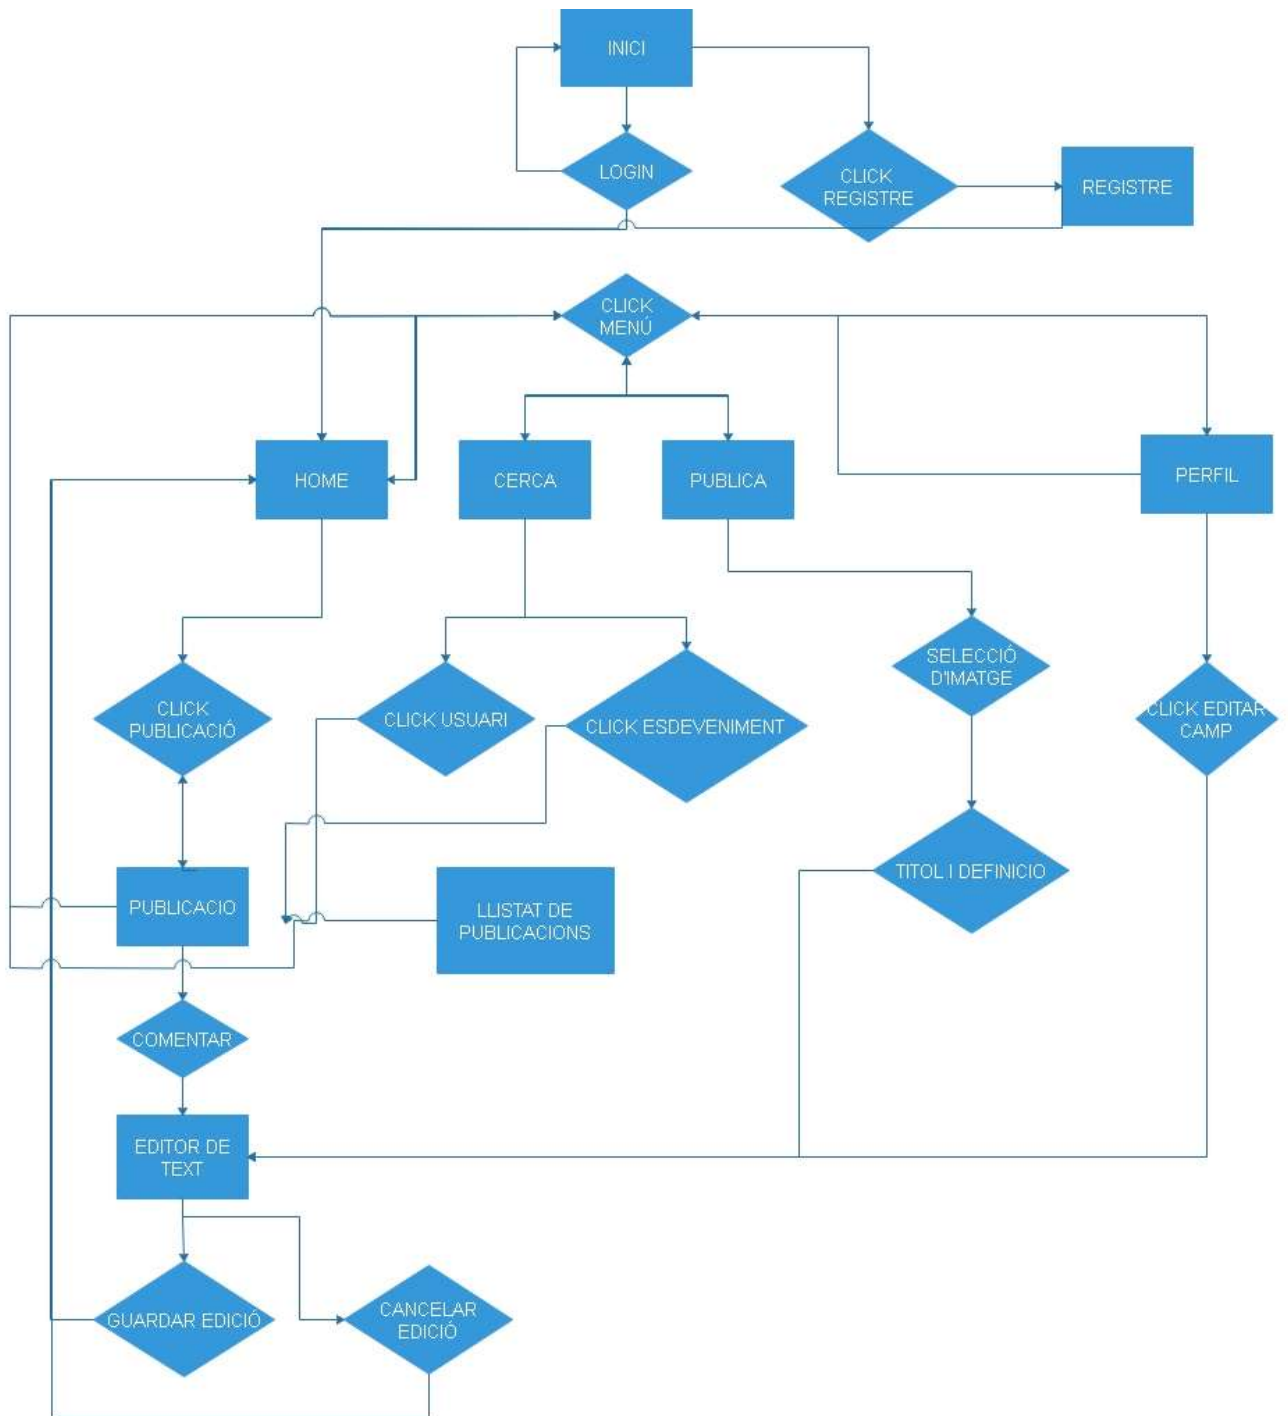 INICI
LOGIN
CLICK
REGISTRE
REGISTRE
CLICK
MENÚ
HOME
CERCA
PUBLICA
PERFIL
CLICK
PUBLICACIÓ
CLICK USUARI
CLICK ESDEVENIMENT
SELECCIÓ
D'IMATGE
CLICK EDITAR
CAMP
PUBLICACIO
LLISTAT DE
PUBLICACIONS
TITOL I DEFINICIO
COMENTAR
EDITOR DE
TEXT
GUARDAR EDICIÓ
CANCELAR
EDICIÓ